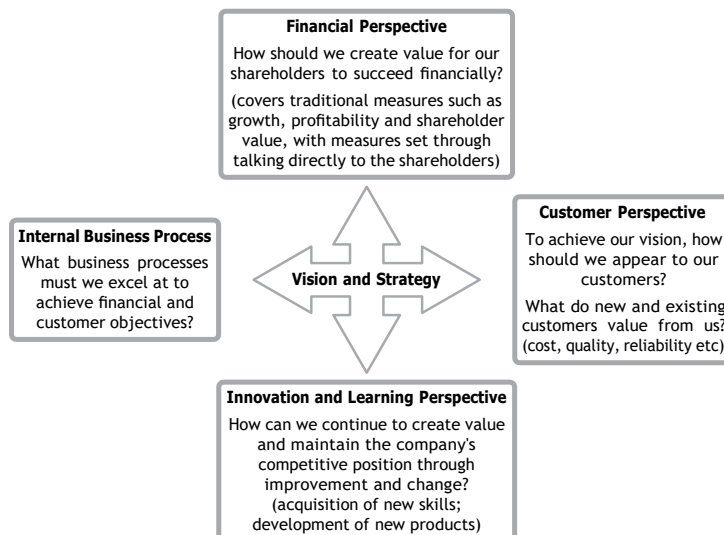 Financial Perspective
How should we create value for our
shareholders to succeed financially?
(covers traditional measures such as
growth, profitability and shareholder
value, with measures set through
talking directly to the shareholders)
Internal Business Process
What business processes
must we excel at to
achieve financial and
customer objectives?
Vision and Strategy
Customer Perspective
To achieve our vision, how
should we appear to our
customers?
What do new and existing
customers value from us?
(cost, quality, reliability etc)
Innovation and Learning Perspective
How can we continue to create value
and maintain the company's
competitive position through
improvement and change?
(acquisition of new skills;
development of new products)